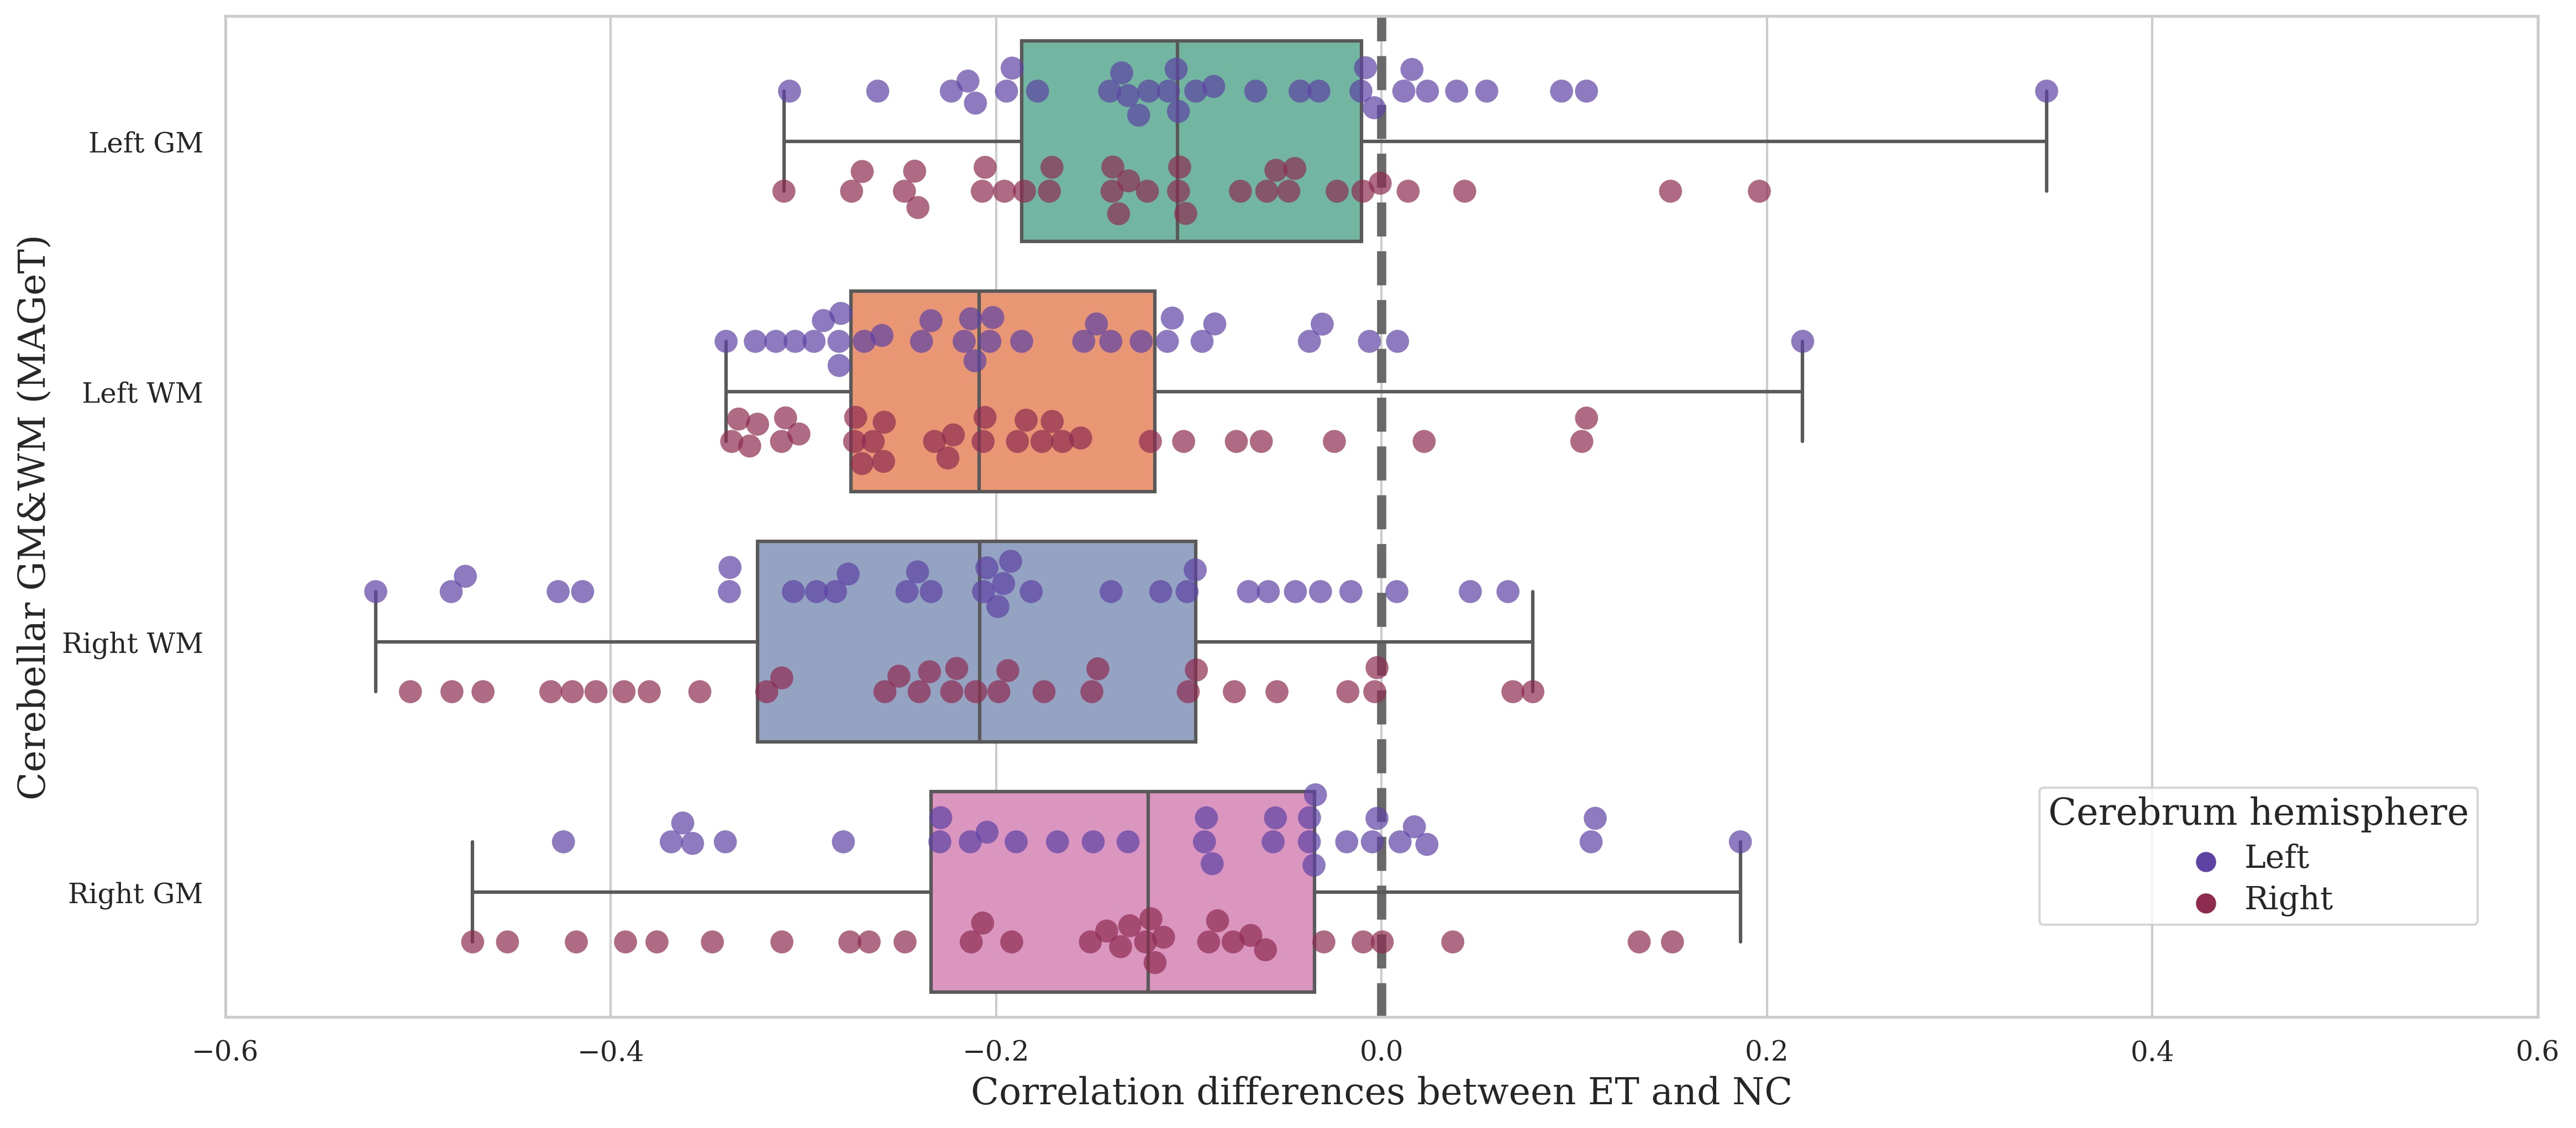 Cerebellar GM&WM (MAGeT)
Left GM
Left WM
Right WM
Right GM
Cerebrum hemisphere
Left
Right
−0.6 −0.4 −0.2 0.0 0.2 0.4 0.6
Correlation differences between ET and NC